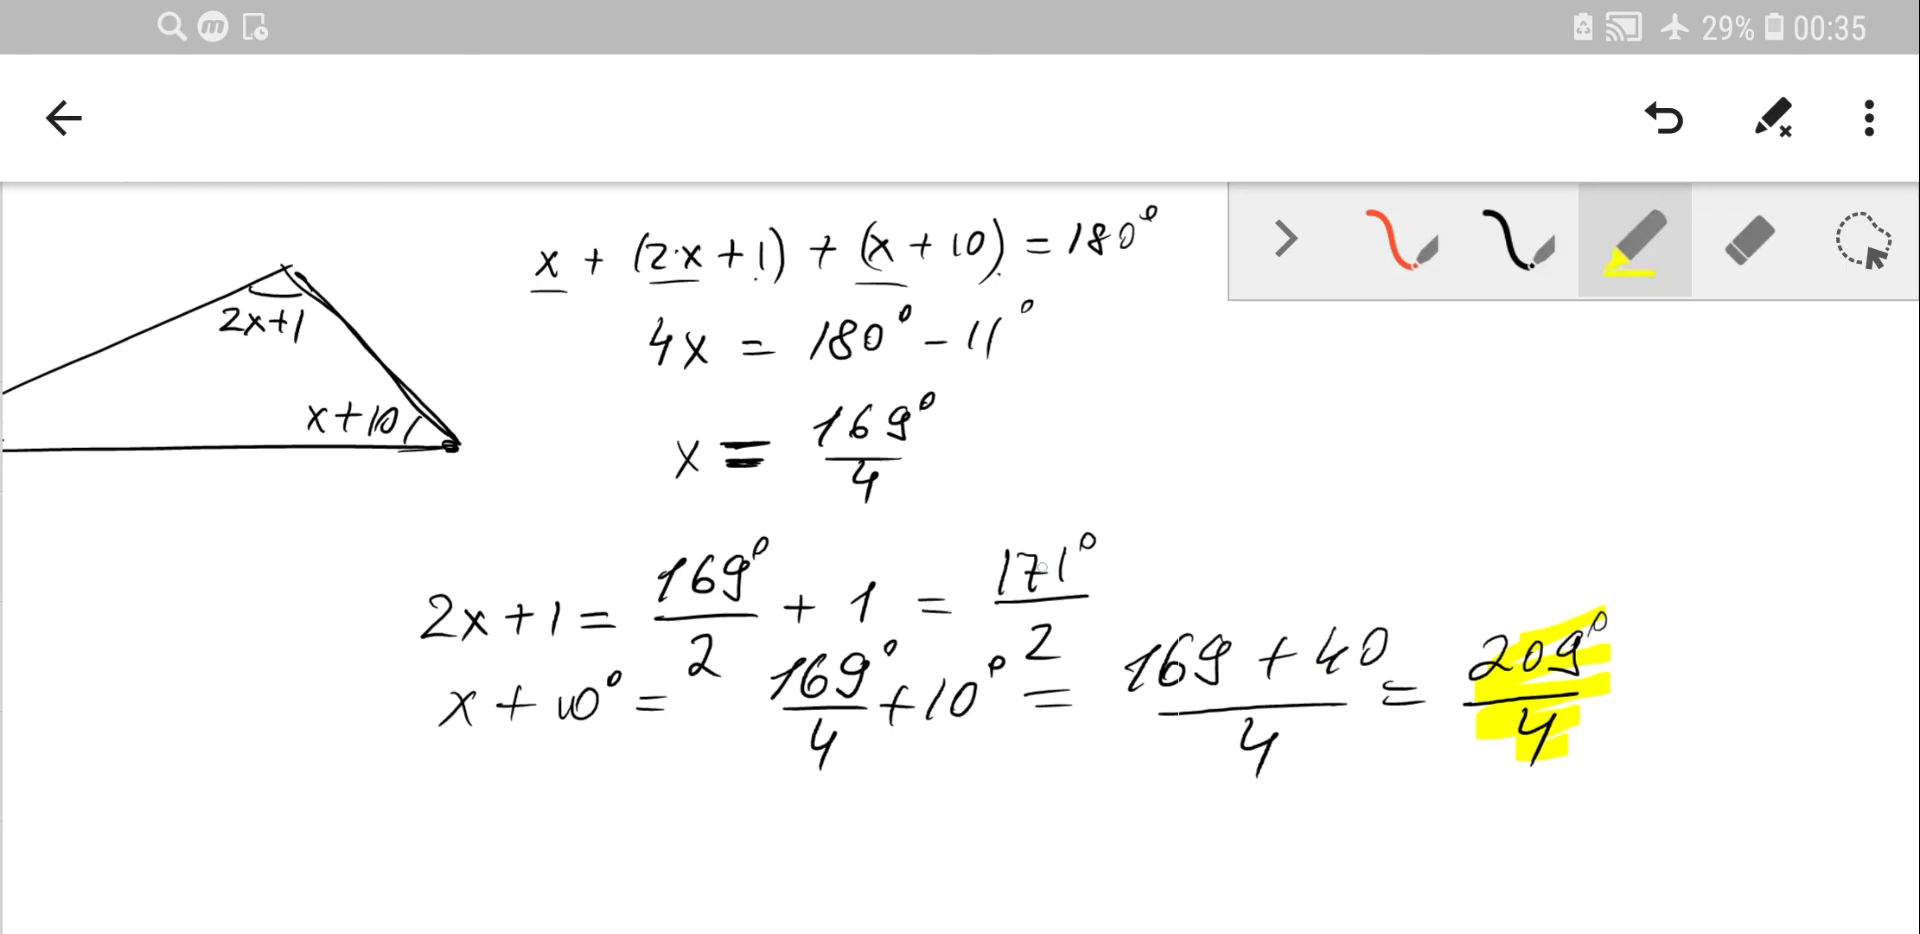 29% 00:35
x + (2x + 1) + (x + 10) = 180°
4x = 180° - 11°
x = 169°/4
2x+1
x+10
2x + 1 = 169°/2 + 1 = 171°/2
x + 10° = 169°/4 + 10° = 169 + 40/4 = 209°/4